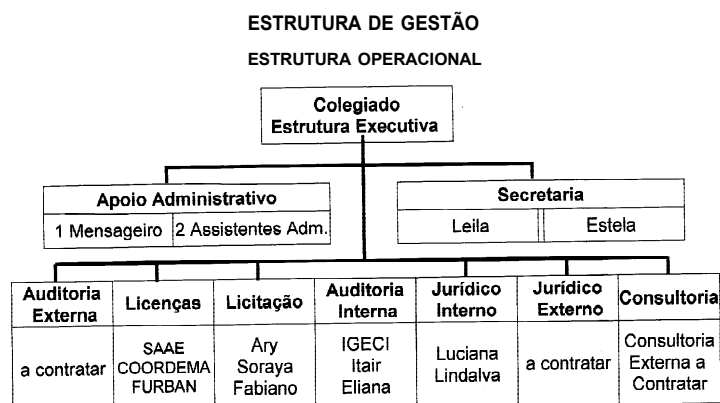 ESTRUTURA DE GESTÃO
ESTRUTURA OPERACIONAL
Colegiado
Estrutura Executiva
Apoio Administrativo
1 Mensageiro
2 Assistentes Adm.
Secretaria
Leila
Estela
Auditoria
Externa
a contratar
Licenças
SAAE
COORDEMA
FURBAN
Licitação
Ary
Soraya
Fabiano
Auditoria
Interna
IGECI
Itair
Eliana
Jurídico
Interno
Luciana
Lindalva
Jurídico
Externo
a contratar
Consultoria
Consultoria
Externa a
Contratar